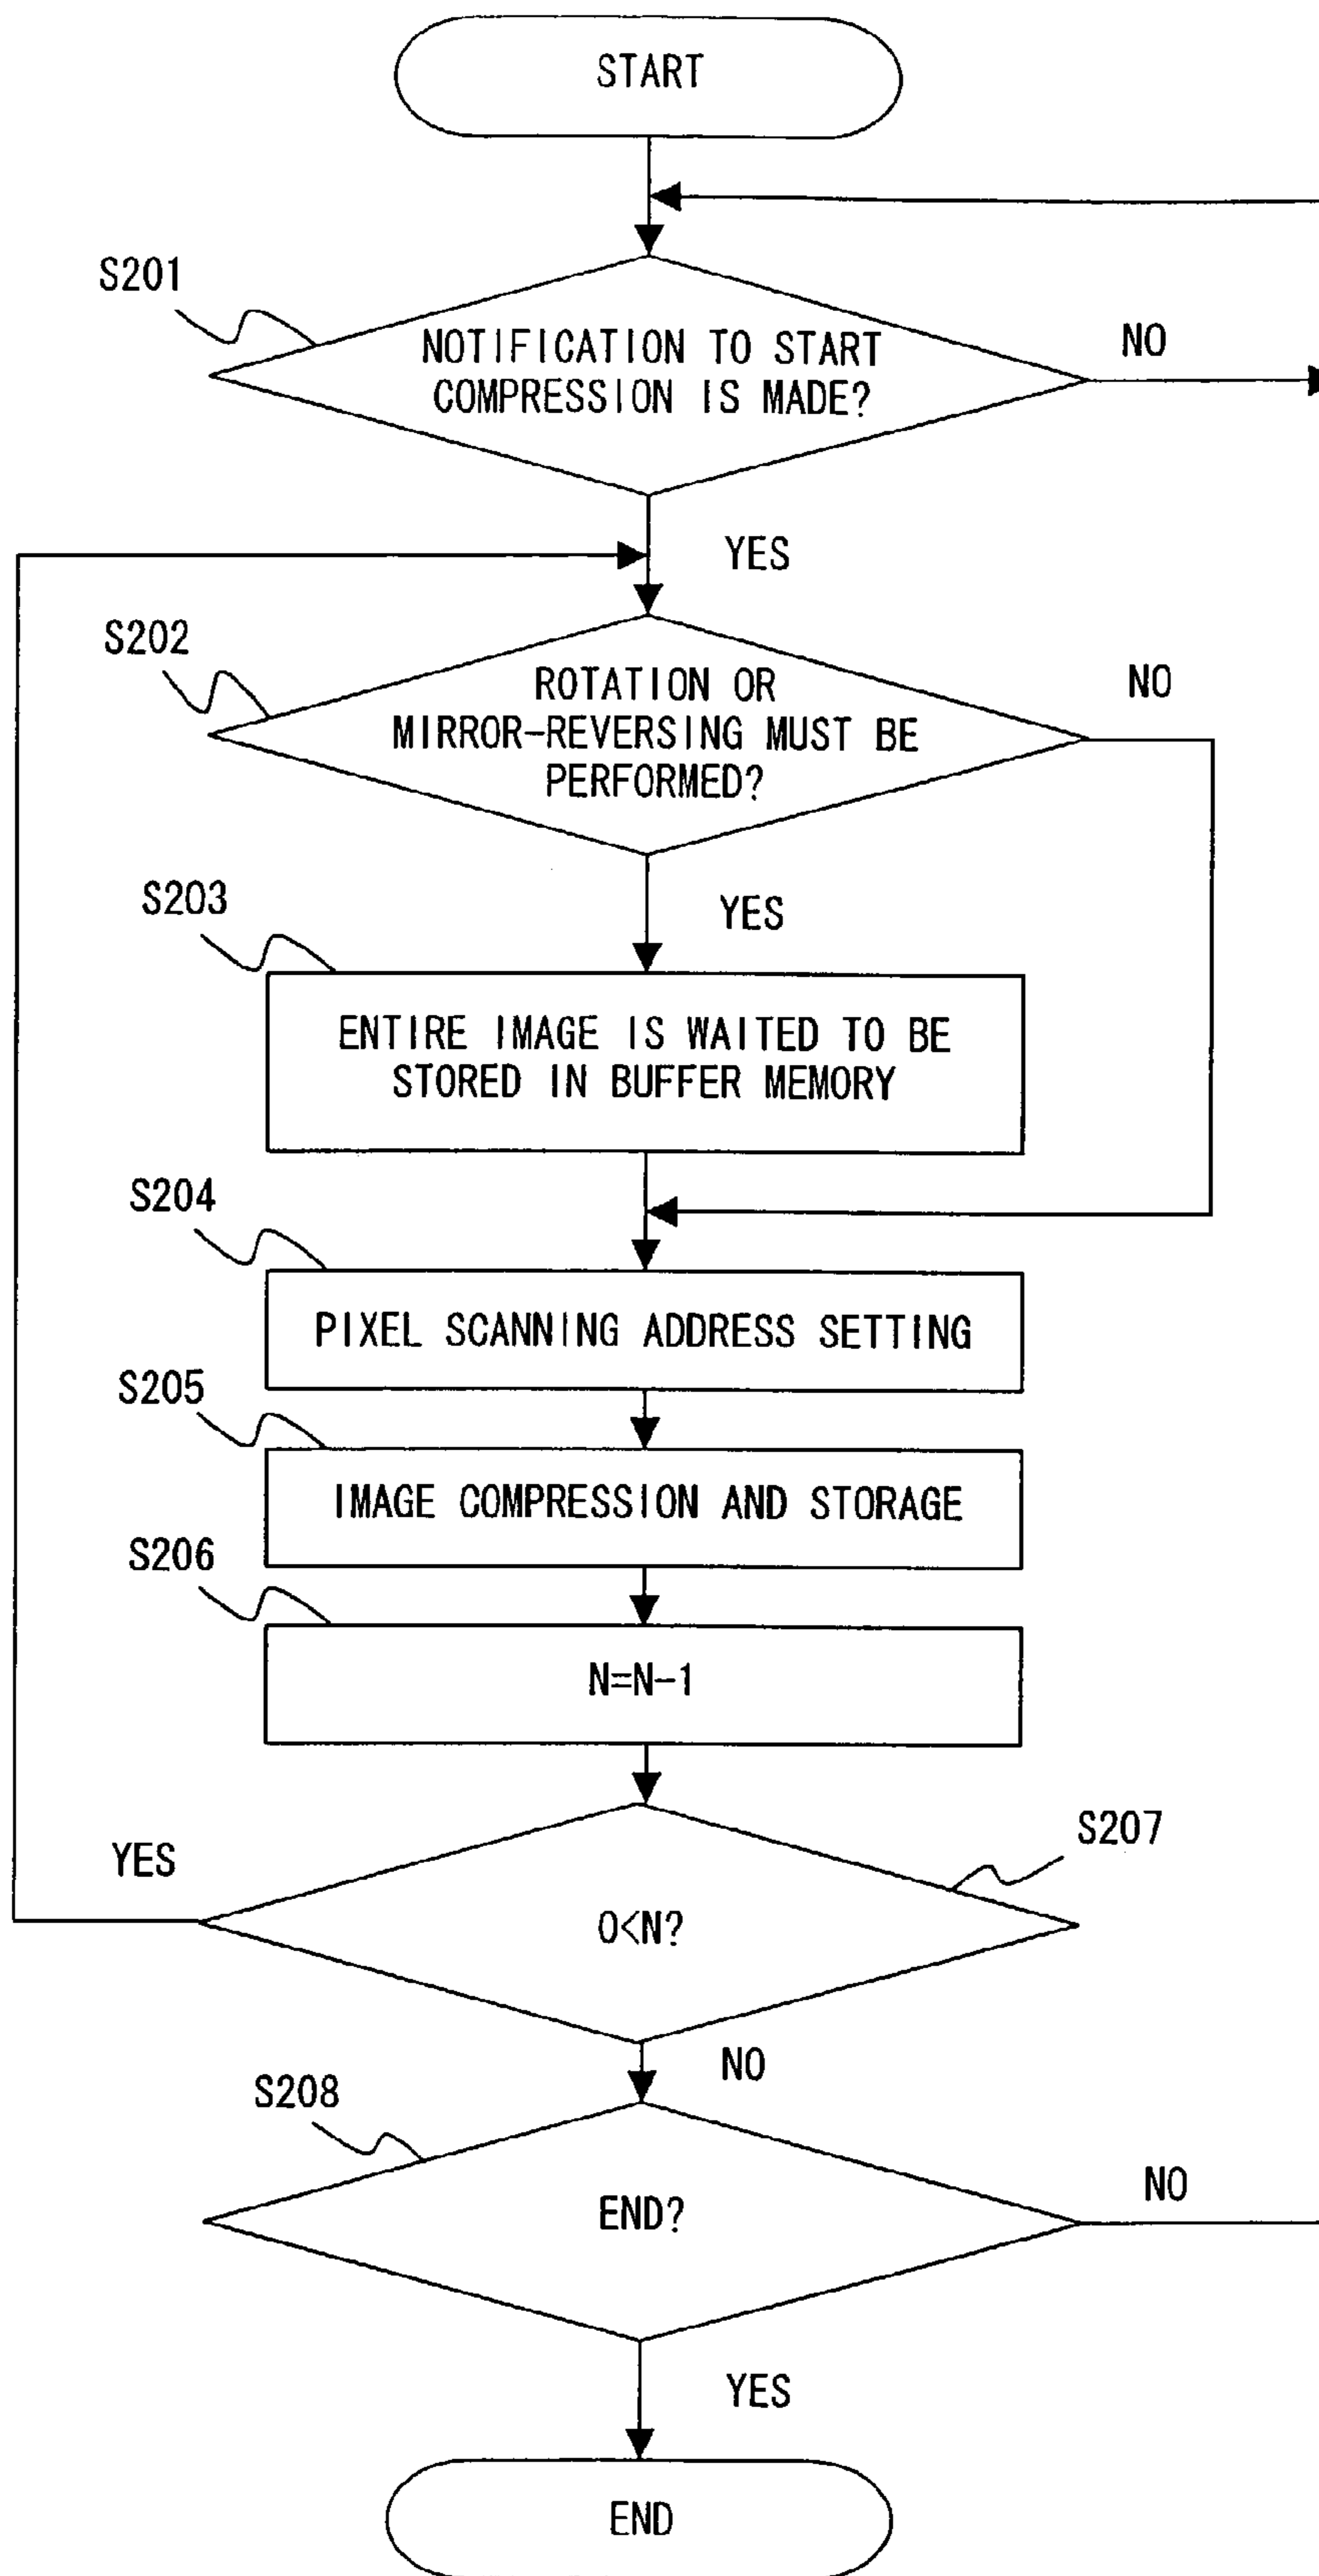 START
S201
NOTIFICATION TO START
COMPRESSION IS MADE?
NO
YES
S202
ROTATION OR
MIRROR-REVERSING MUST BE
PERFORMED?
NO
YES
S203
ENTIRE IMAGE IS WAITED TO BE
STORED IN BUFFER MEMORY
S204
PIXEL SCANNING ADDRESS SETTING
S205
IMAGE COMPRESSION AND STORAGE
S206
N=N-1
S207
YES
0<N?
NO
S208
END?
NO
YES
END